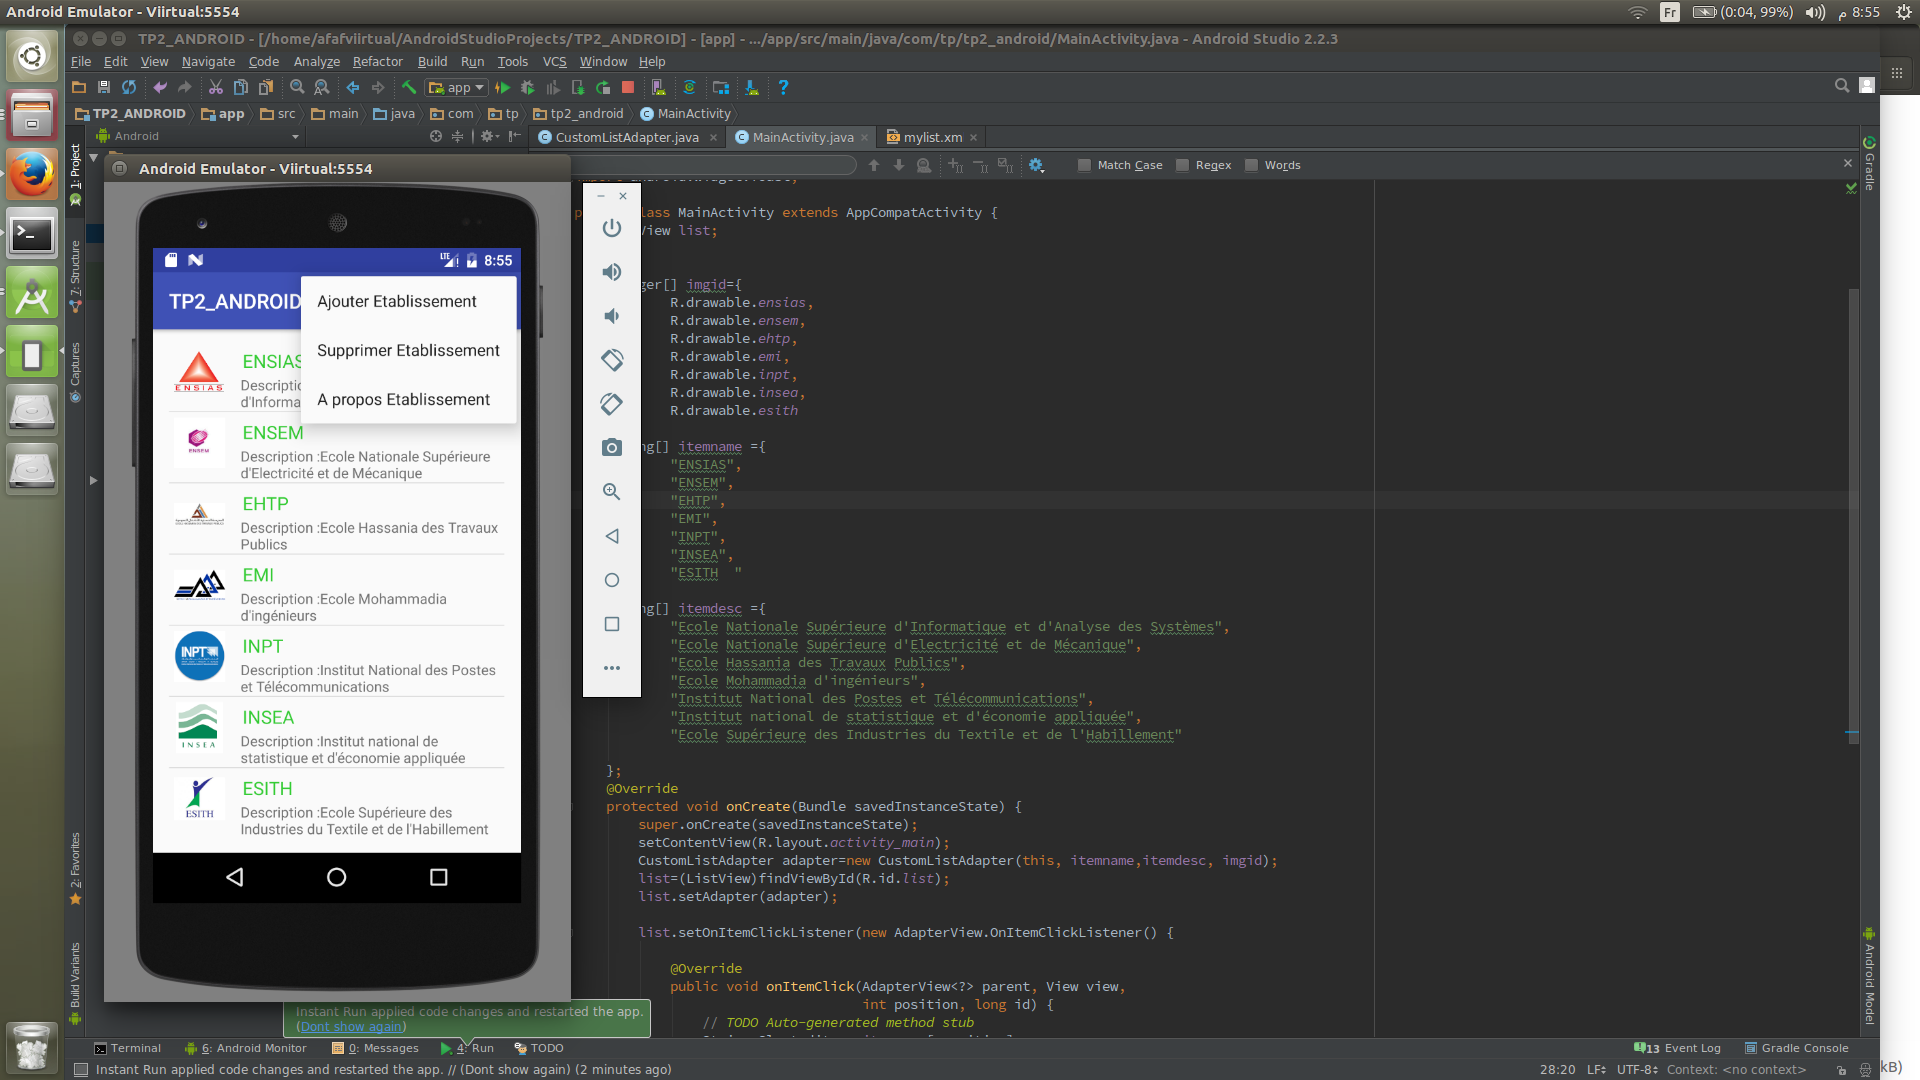 Android Emulator - Viirtual:5554
Fr
(0:04, 99%)
8:55 م
TP2_ANDROID - [/home/afafviirtual/AndroidStudioProjects/TP2_ANDROID] - [app] - .../app/src/main/java/com/tp/tp2_android/MainActivity.java - Android Studio 2.2.3
File Edit View Navigate Code Analyze Refactor Build Run Tools VCS Window Help
app
TP2_ANDROID app src main java com tp tp2_android MainActivity
Android
CustomListAdapter.java MainActivity.java mylist.xm
Match Case Regex Words
1: Project
7: Structure
Captures
2: Favorites
Build Variants
Gradle
Android Model
Android Emulator - Viirtual:5554
LTE 8:55
TP2_ANDROID
Ajouter Etablissement
Supprimer Etablissement
A propos Etablissement
ENSIAS
ENSIAS
Descriptic
d'Informa
ENSEM
ENSEM
Description :Ecole Nationale Supérieure
d'Electricité et de Mécanique
EHTP
Description :Ecole Hassania des Travaux
Publics
EMI
Description :Ecole Mohammadia
d'ingénieurs
INPT
INPT
Description :Institut National des Postes
et Télécommunications
INSEA
INSEA
Description :Institut national de
statistique et d'économie appliquée
ESITH
ESITH
Description :Ecole Supérieure des
Industries du Textile et de l'Habillement
p lass MainActivity extends AppCompatActivity {
View list;
ger[] imgid={
R.drawable.ensias,
R.drawable.ensem,
R.drawable.ehtp,
R.drawable.emi,
R.drawable.inpt,
R.drawable.insea,
R.drawable.esith
ng[] itemname ={
"ENSIAS",
"ENSEM",
"EHTP",
"EMI",
"INPT",
"INSEA",
"ESITH  "
ng[] itemdesc ={
"Ecole Nationale Supérieure d'Informatique et d'Analyse des Systèmes",
"Ecole Nationale Supérieure d'Electricité et de Mécanique",
"Ecole Hassania des Travaux Publics",
"Ecole Mohammadia d'ingénieurs",
"Institut National des Postes et Télécommunications",
"Institut national de statistique et d'économie appliquée",
"Ecole Supérieure des Industries du Textile et de l'Habillement"
};
@Override
protected void onCreate(Bundle savedInstanceState) {
super.onCreate(savedInstanceState);
setContentView(R.layout.activity_main);
CustomListAdapter adapter=new CustomListAdapter(this, itemname,itemdesc, imgid);
list=(ListView)findViewById(R.id.list);
list.setAdapter(adapter);
list.setOnItemClickListener(new AdapterView.OnItemClickListener() {
@Override
public void onItemClick(AdapterView<?> parent, View view,
int position, long id) {
// TODO Auto-generated method stub
Instant Run applied code changes and restarted the app.
(Dont show again)
Terminal 6: Android Monitor 0: Messages 4: Run TODO
13 Event Log Gradle Console
Instant Run applied code changes and restarted the app. // (Dont show again) (2 minutes ago)
28:20 LF UTF-8 Context: <no context>
kB)